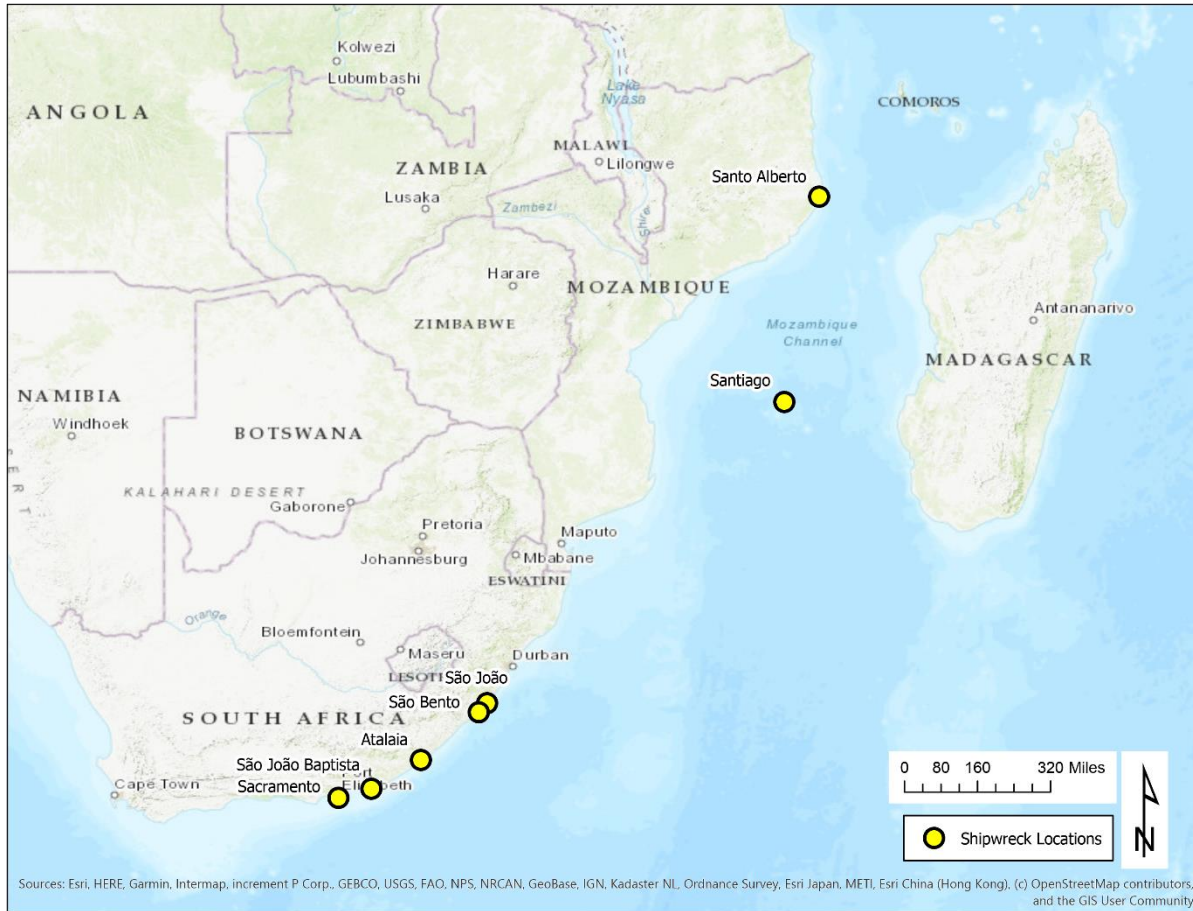 Kolwezi
Lubumbashi
ANGOLA
Lake
Nyasa
COMOROS
MALAWI
Lilongwe
ZAMBIA
Santo Alberto
Lusaka
Zambezi
Shire
Harare
MOZAMBIQUE
ZIMBABWE
Mozambique
Channel
Antananarivo
MADAGASCAR
Santiago
NAMIBIA
Windhoek
BOTSWANA
KALAHARI DESERT
Gaborone
Pretoria
Maputo
Johannesburg
Mbabane
ESWATINI
Orange
Bloemfontein
Maseru
Durban
LESOT
São João
São Bento
SOUTH AFRICA
Atalaia
São João Baptista
Port
Elizabeth
Sacramento
Cape Town
0 80 160 320 Miles
Shipwreck Locations
N
Sources: Esri, HERE, Garmin, Intermap, increment P Corp., GEBCO, USGS, FAO, NPS, NRCAN, GeoBase, IGN, Kadaster NL, Ordnance Survey, Esri Japan, METI, Esri China (Hong Kong), (c) OpenStreetMap contributors,
and the GIS User Community